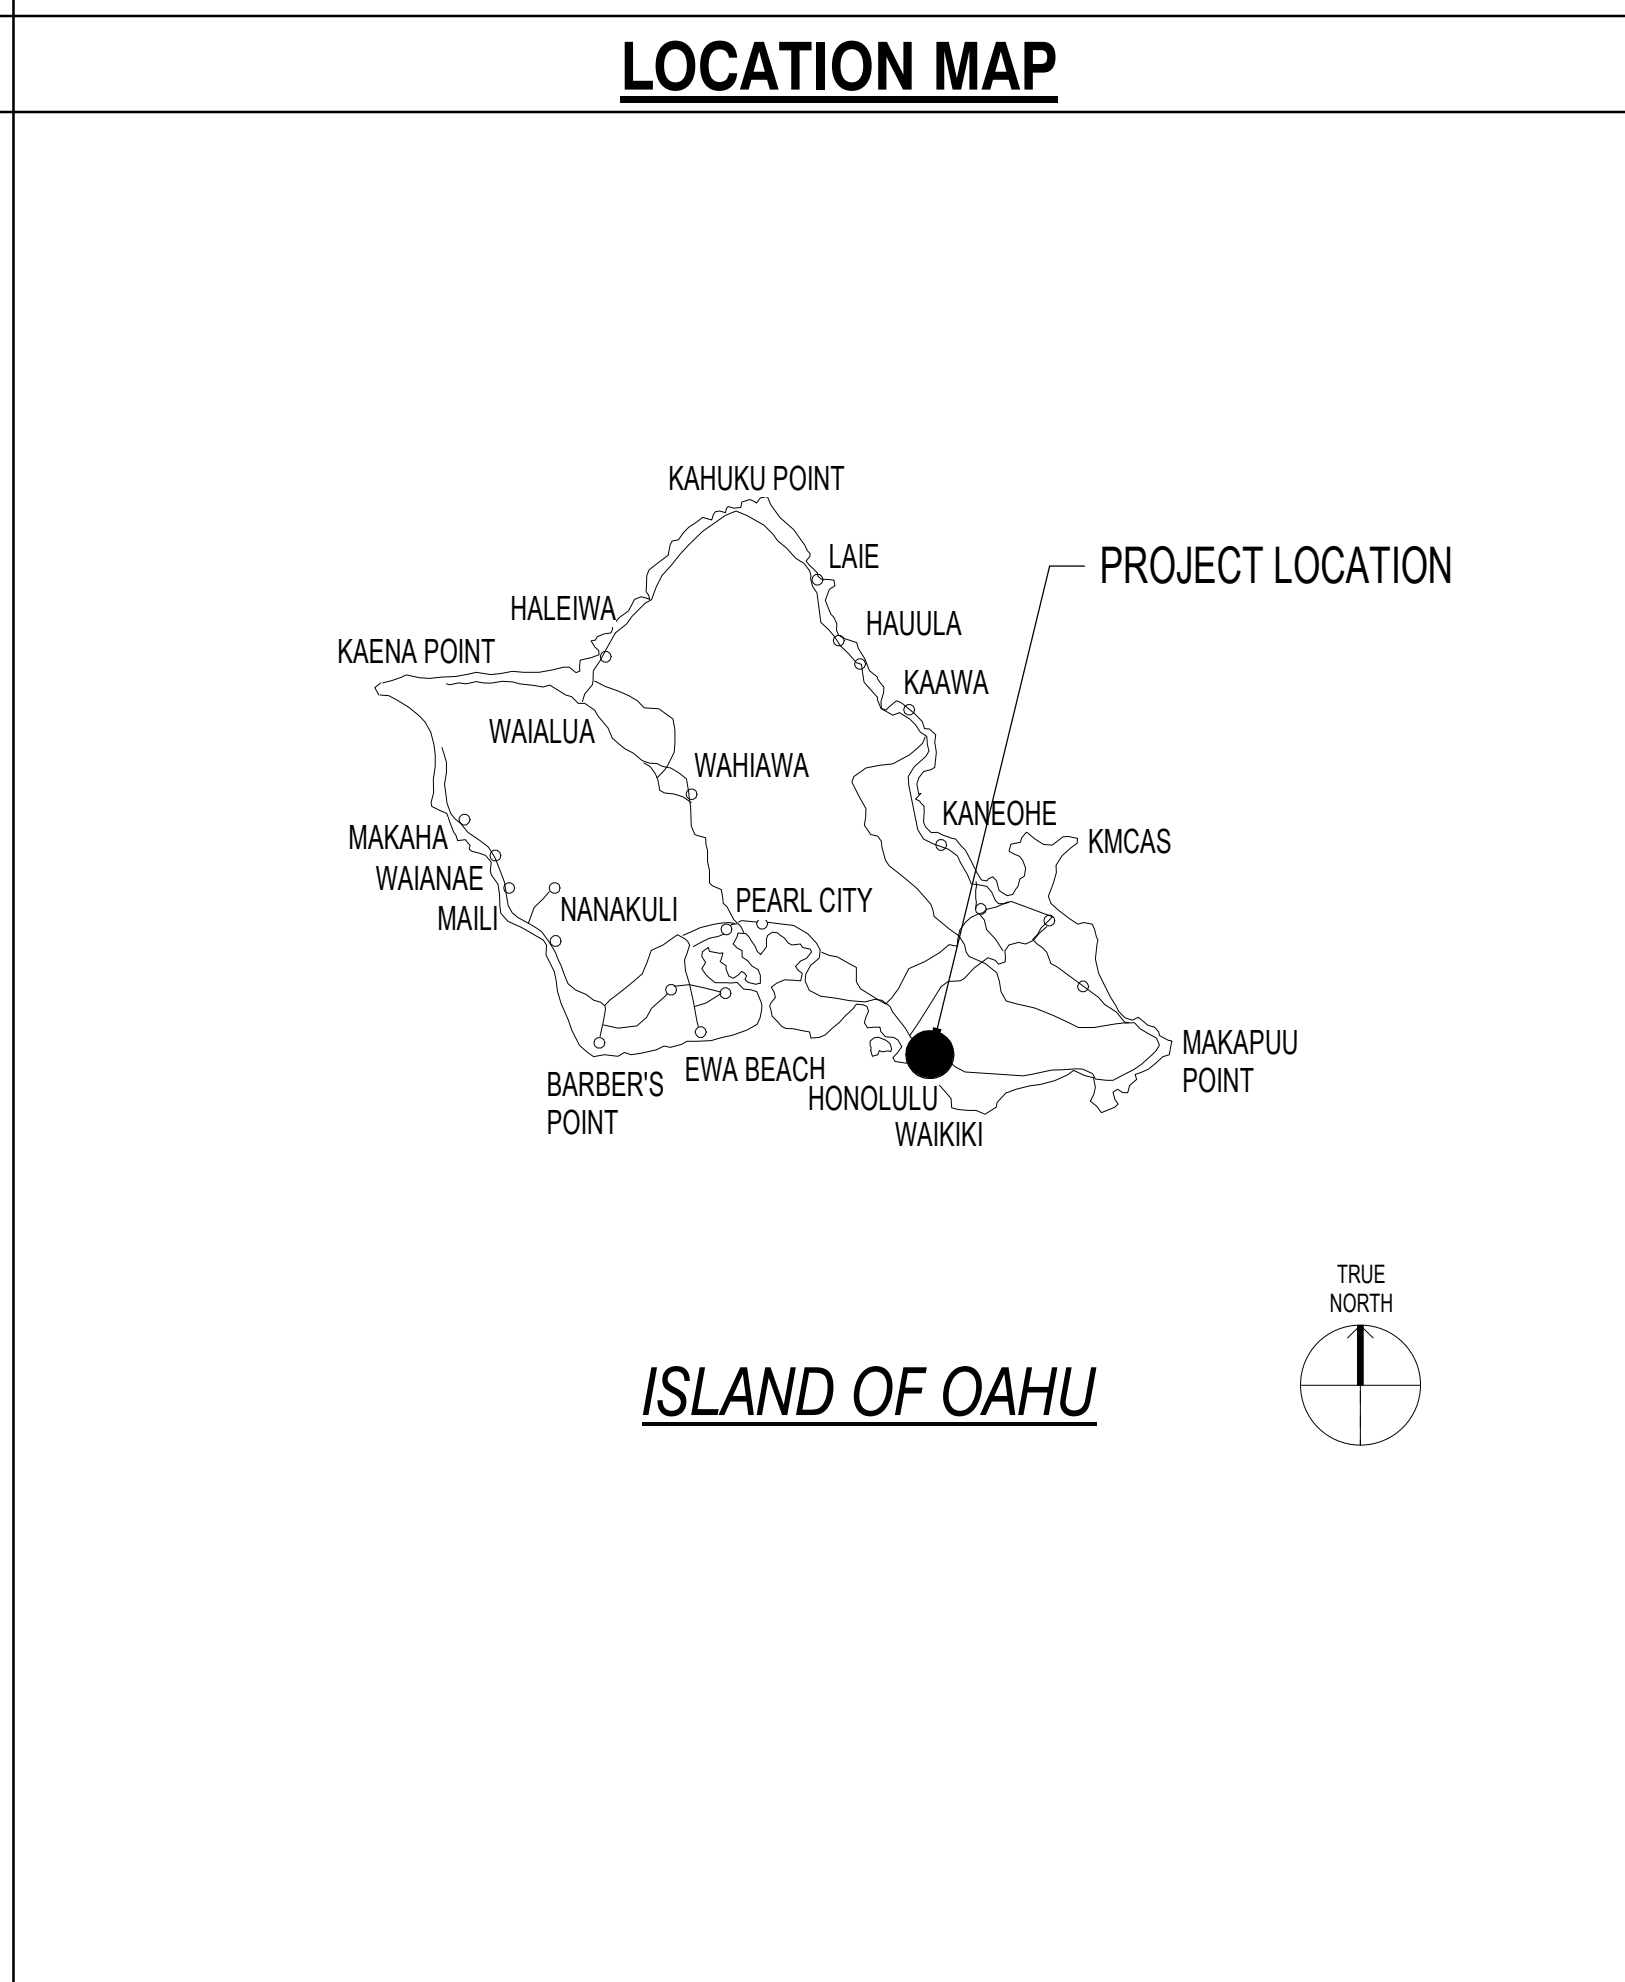 LOCATION MAP
KAHUKU POINT
LAIE
PROJECT LOCATION
HALEIWA
HAUULA
KAENA POINT
KAAWA
WAIALUA
WAHIAWA
KANEOHE
MAKAHA
KMCAS
WAIANAE
PEARL CITY
NANAKULI
MAILI
MAKAPUU
POINT
EWA BEACH
BARBER'S
POINT
HONOLULU
WAIKIKI
TRUE
NORTH
ISLAND OF OAHU